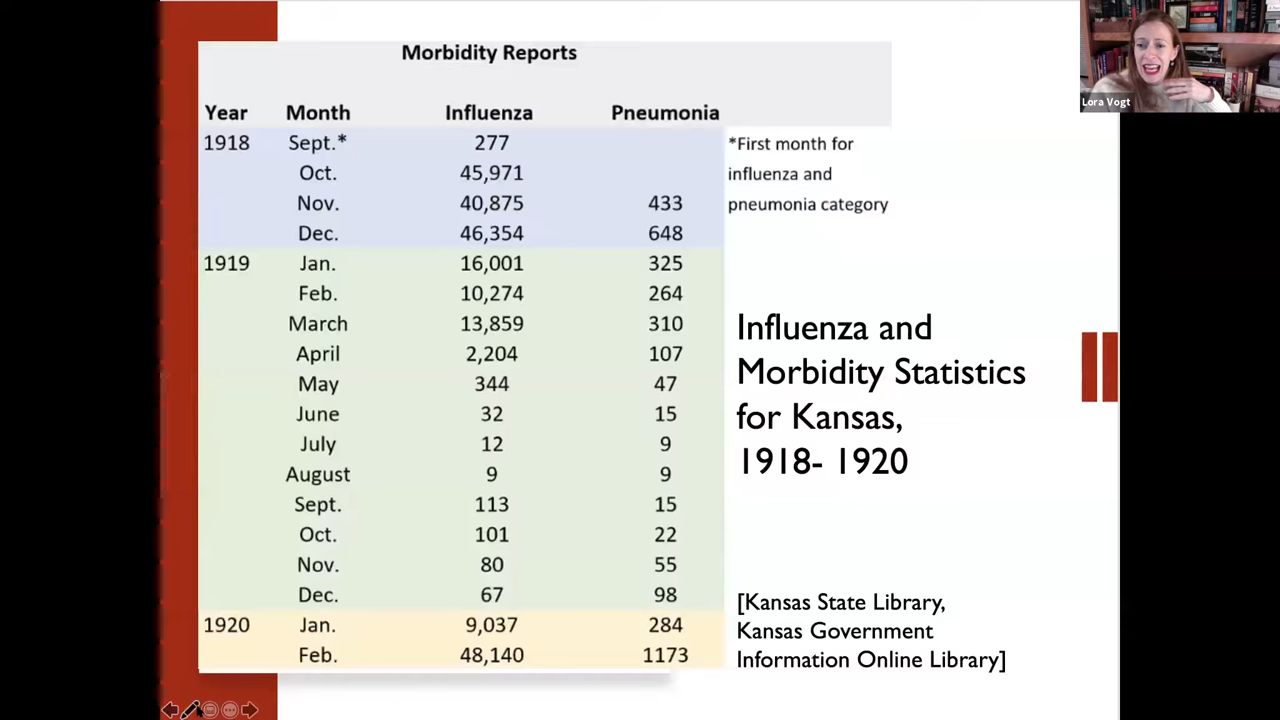 Morbidity Reports
Year Month Influenza Pneumonia
1918 Sept.* 277
Oct. 45,971
Nov. 40,875 433
Dec. 46,354 648
1919 Jan. 16,001 325
Feb. 10,274 264
March 13,859 310
April 2,204 107
May 344 47
June 32 15
July 12 9
August 9 9
Sept. 113 15
Oct. 101 22
Nov. 80 55
Dec. 67 98
1920 Jan. 9,037 284
Feb. 48,140 1173
*First month for
influenza and
pneumonia category
Influenza and
Morbidity Statistics
for Kansas,
1918- 1920
[Kansas State Library,
Kansas Government
Information Online Library]
Lora Vogt